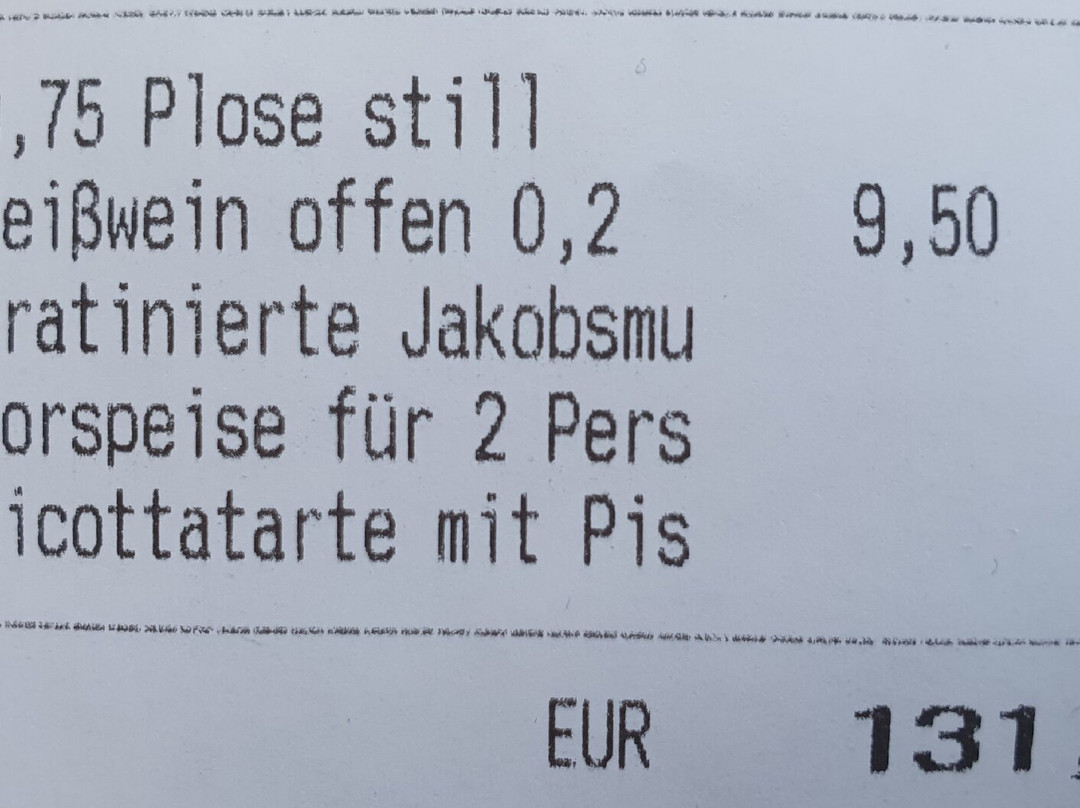 ,75 Plose still
eißwein offen 0,2 9,50
ratinierte Jakobsmu
orspeise für 2 Pers
icottatarte mit Pis
EUR 131,